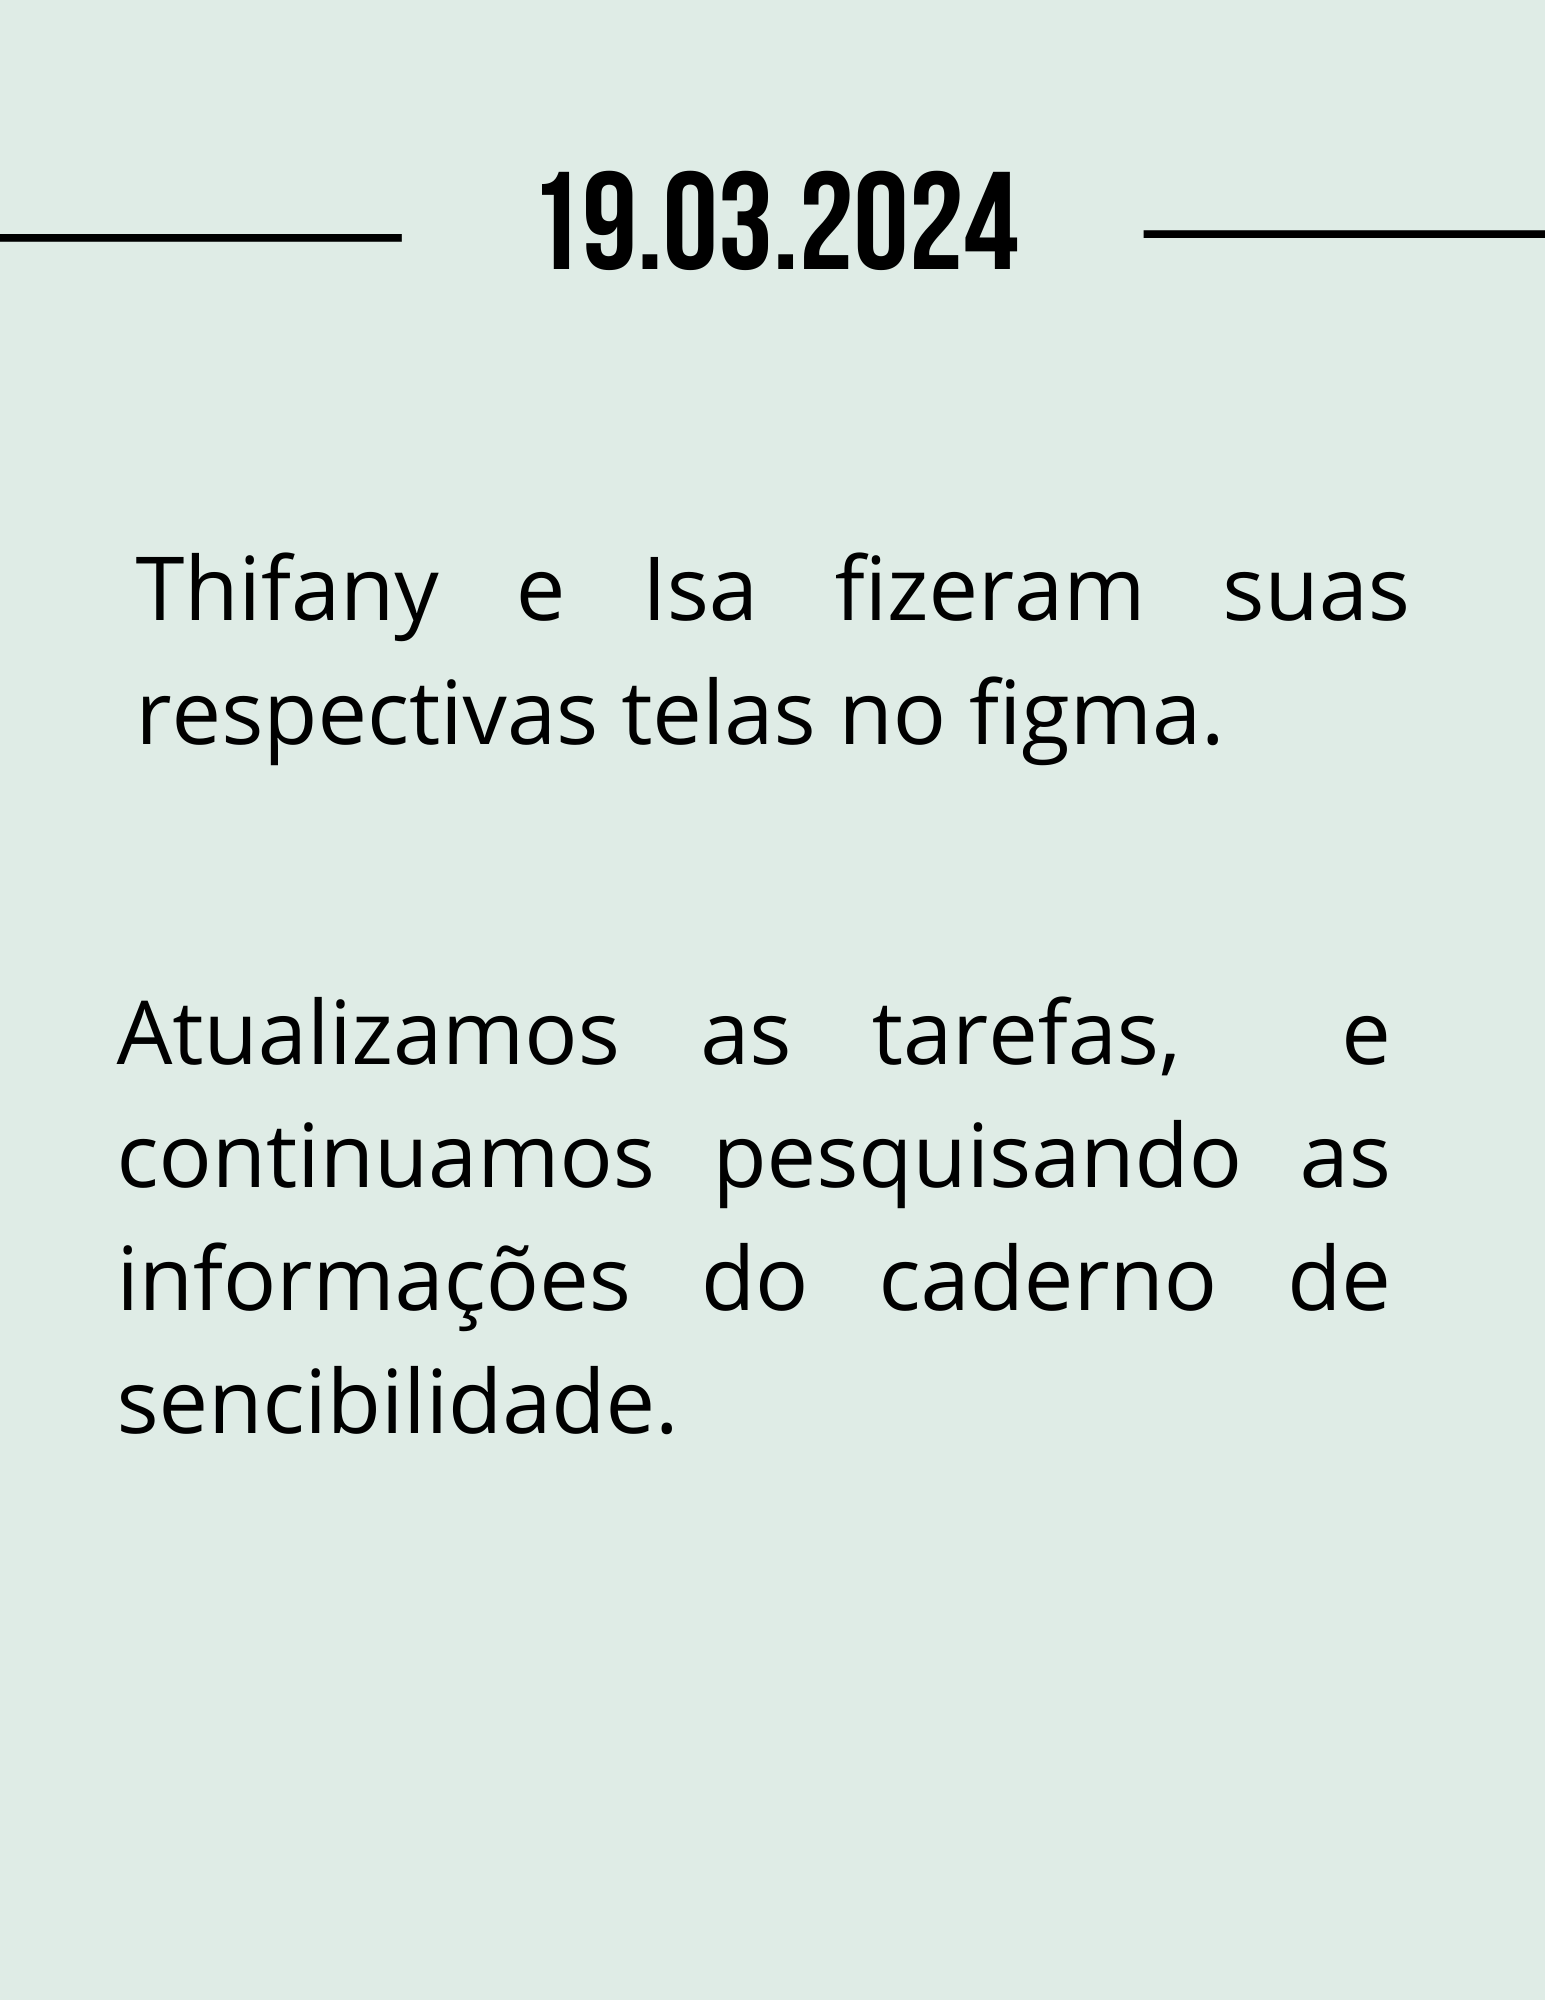 19.03.2024
Thifany e Isa fizeram suas
respectivas telas no figma.
Atualizamos as tarefas, e
continuamos pesquisando as
informações do caderno de
sencibilidade.